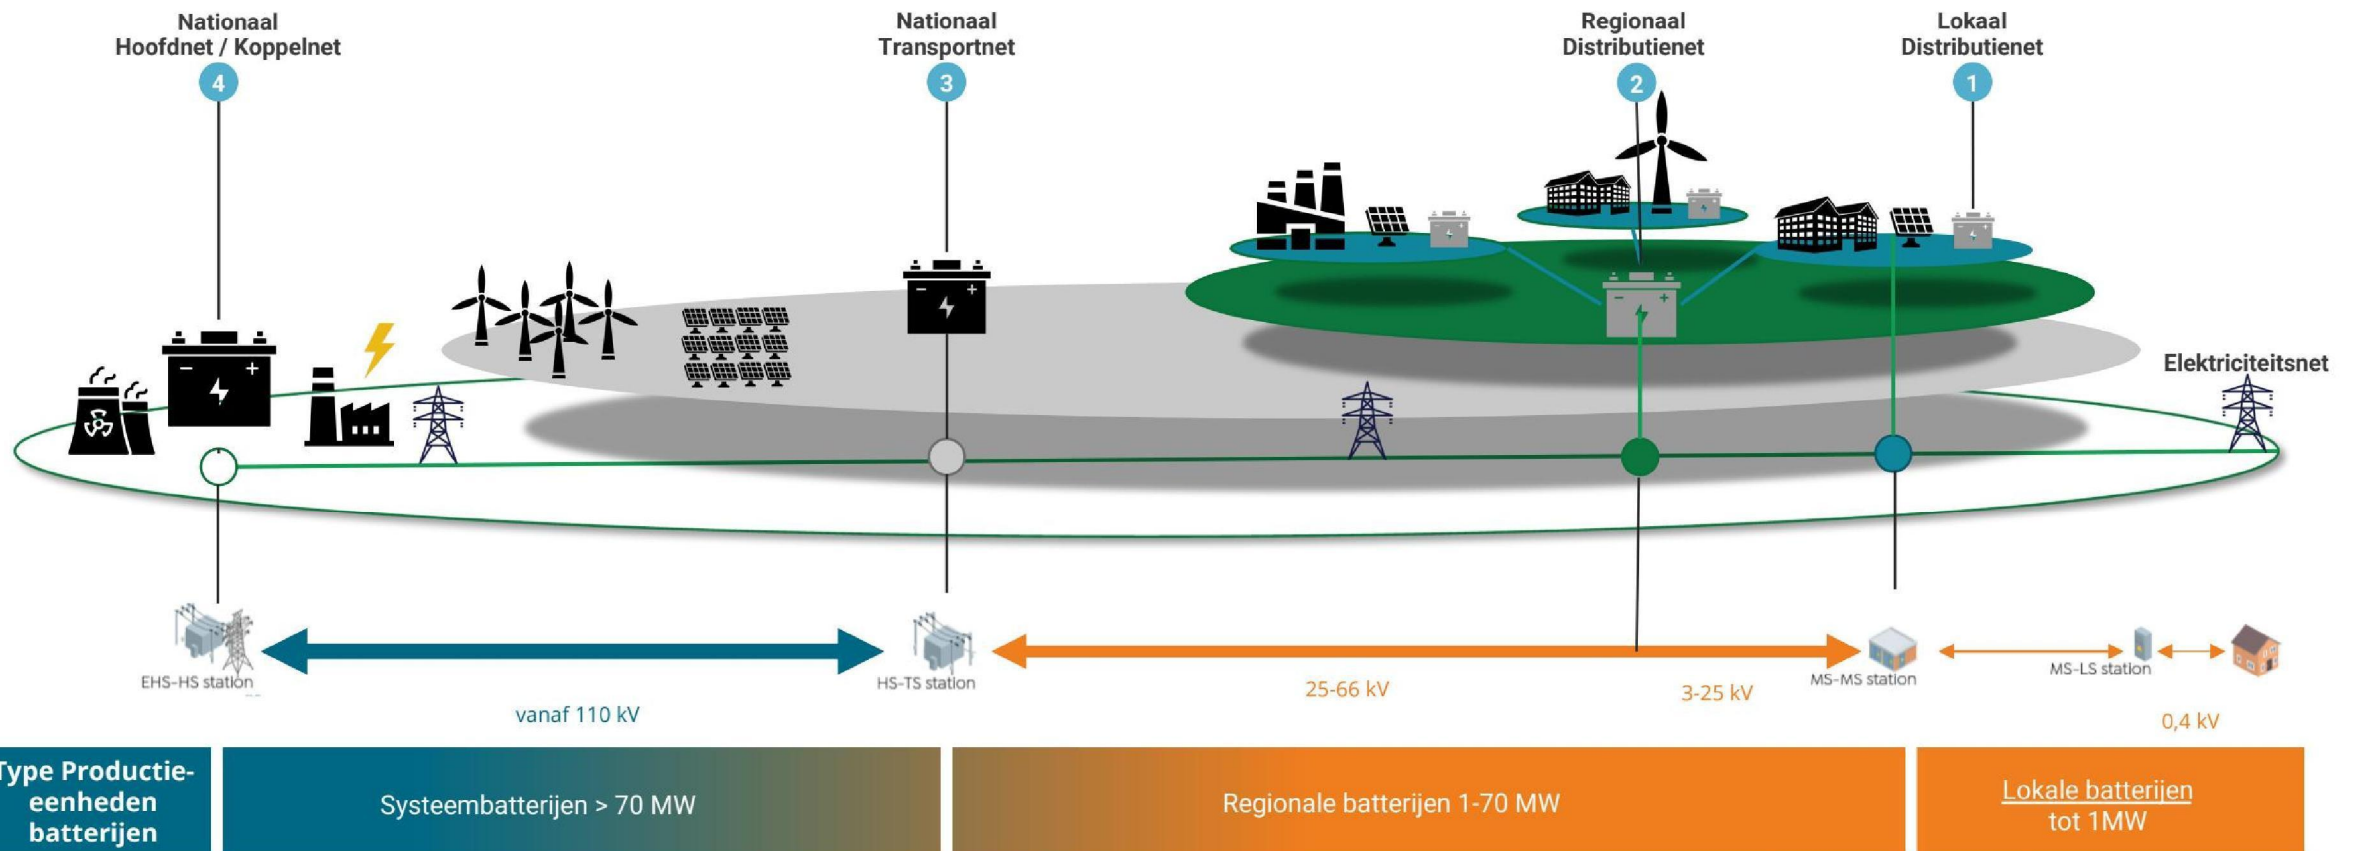 Nationaal
Hoofdnet / Koppelnet
4
Nationaal
Transportnet
3
Regionaal
Distributienet
2
Lokaal
Distributienet
1
Elektriciteitsnet
EHS-HS station
HS-TS station
MS-MS station
MS-LS station
vanaf 110 kV
25-66 kV
3-25 kV
0,4 kV
Type Productie-
eenheden
batterijen
Systeembatterijen > 70 MW
Regionale batterijen 1-70 MW
Lokale batterijen
tot 1MW